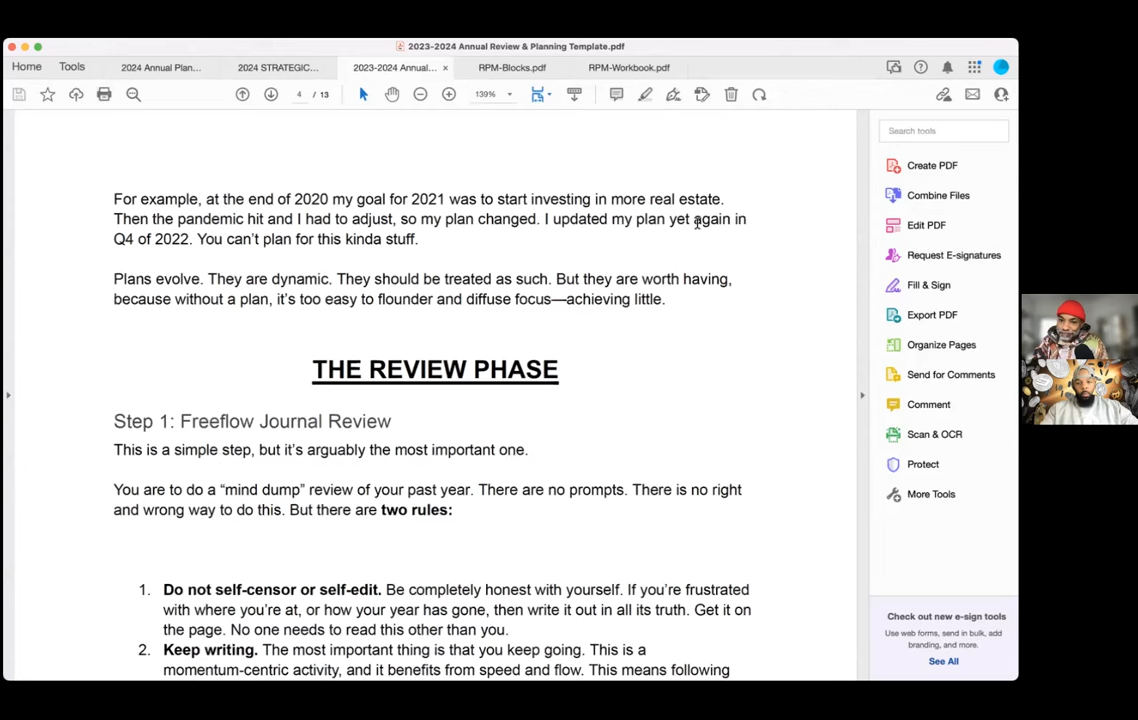 2023-2024 Annual Review & Planning Template.pdf
Home Tools 2024 Annual Plan... 2024 STRATEGIC... 2023-2024 Annual... × RPM-Blocks.pdf RPM-Workbook.pdf
4 / 13 139%
For example, at the end of 2020 my goal for 2021 was to start investing in more real estate.
Then the pandemic hit and I had to adjust, so my plan changed. I updated my plan yet again in
Q4 of 2022. You can’t plan for this kinda stuff.
Plans evolve. They are dynamic. They should be treated as such. But they are worth having,
because without a plan, it’s too easy to flounder and diffuse focus—achieving little.
THE REVIEW PHASE
Step 1: Freeflow Journal Review
This is a simple step, but it’s arguably the most important one.
You are to do a “mind dump” review of your past year. There are no prompts. There is no right
and wrong way to do this. But there are two rules:
1. Do not self-censor or self-edit. Be completely honest with yourself. If you’re frustrated
with where you’re at, or how your year has gone, then write it out in all its truth. Get it on
the page. No one needs to read this other than you.
2. Keep writing. The most important thing is that you keep going. This is a
momentum-centric activity, and it benefits from speed and flow. This means following
Search tools
Create PDF
Combine Files
Edit PDF
Request E-signatures
Fill & Sign
Export PDF
Organize Pages
Send for Comments
Comment
Scan & OCR
Protect
More Tools
Check out new e-sign tools
Use web forms, send in bulk, add
branding, and more.
See All